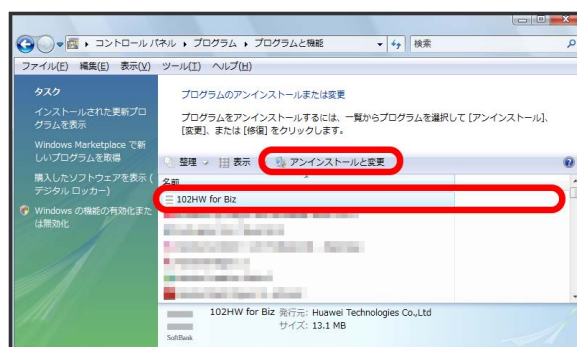 コントロール パネル ▸ プログラム ▸ プログラムと機能
検索
ファイル(F) 編集(E) 表示(V) ツール(T) ヘルプ(H)
タスク
インストールされた更新プロ
グラムを表示
Windows Marketplace で新
しいプログラムを取得
購入したソフトウェアを表示 (
デジタル ロッカー)
Windows の機能の有効化また
は無効化
プログラムのアンインストールまたは変更
プログラムをアンインストールするには、一覧からプログラムを選択して [アンインストール]、
[変更]、または [修復] をクリックします。
整理 表示 アンインストールと変更
名前
102HW for Biz
102HW for Biz 発行元: Huawei Technologies Co.,Ltd
サイズ: 13.1 MB
SoftBank